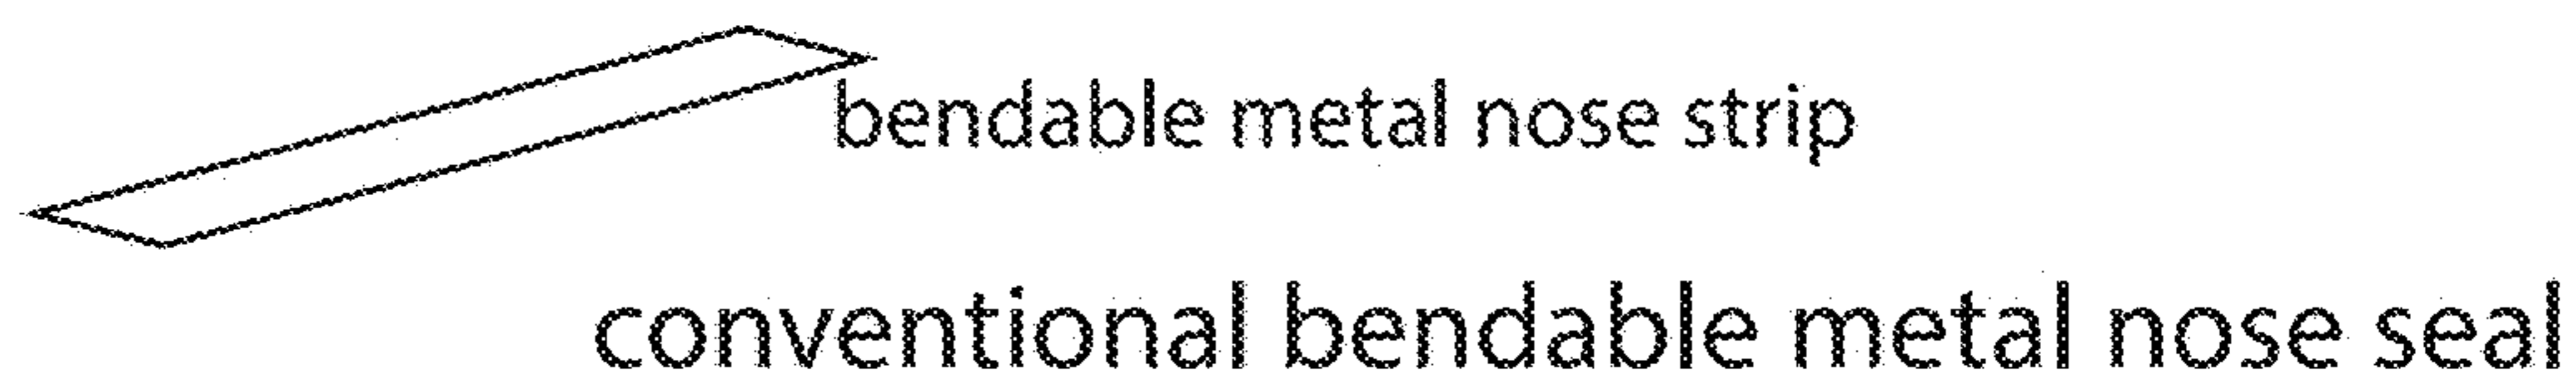 bendable metal nose strip
conventional bendable metal nose seal